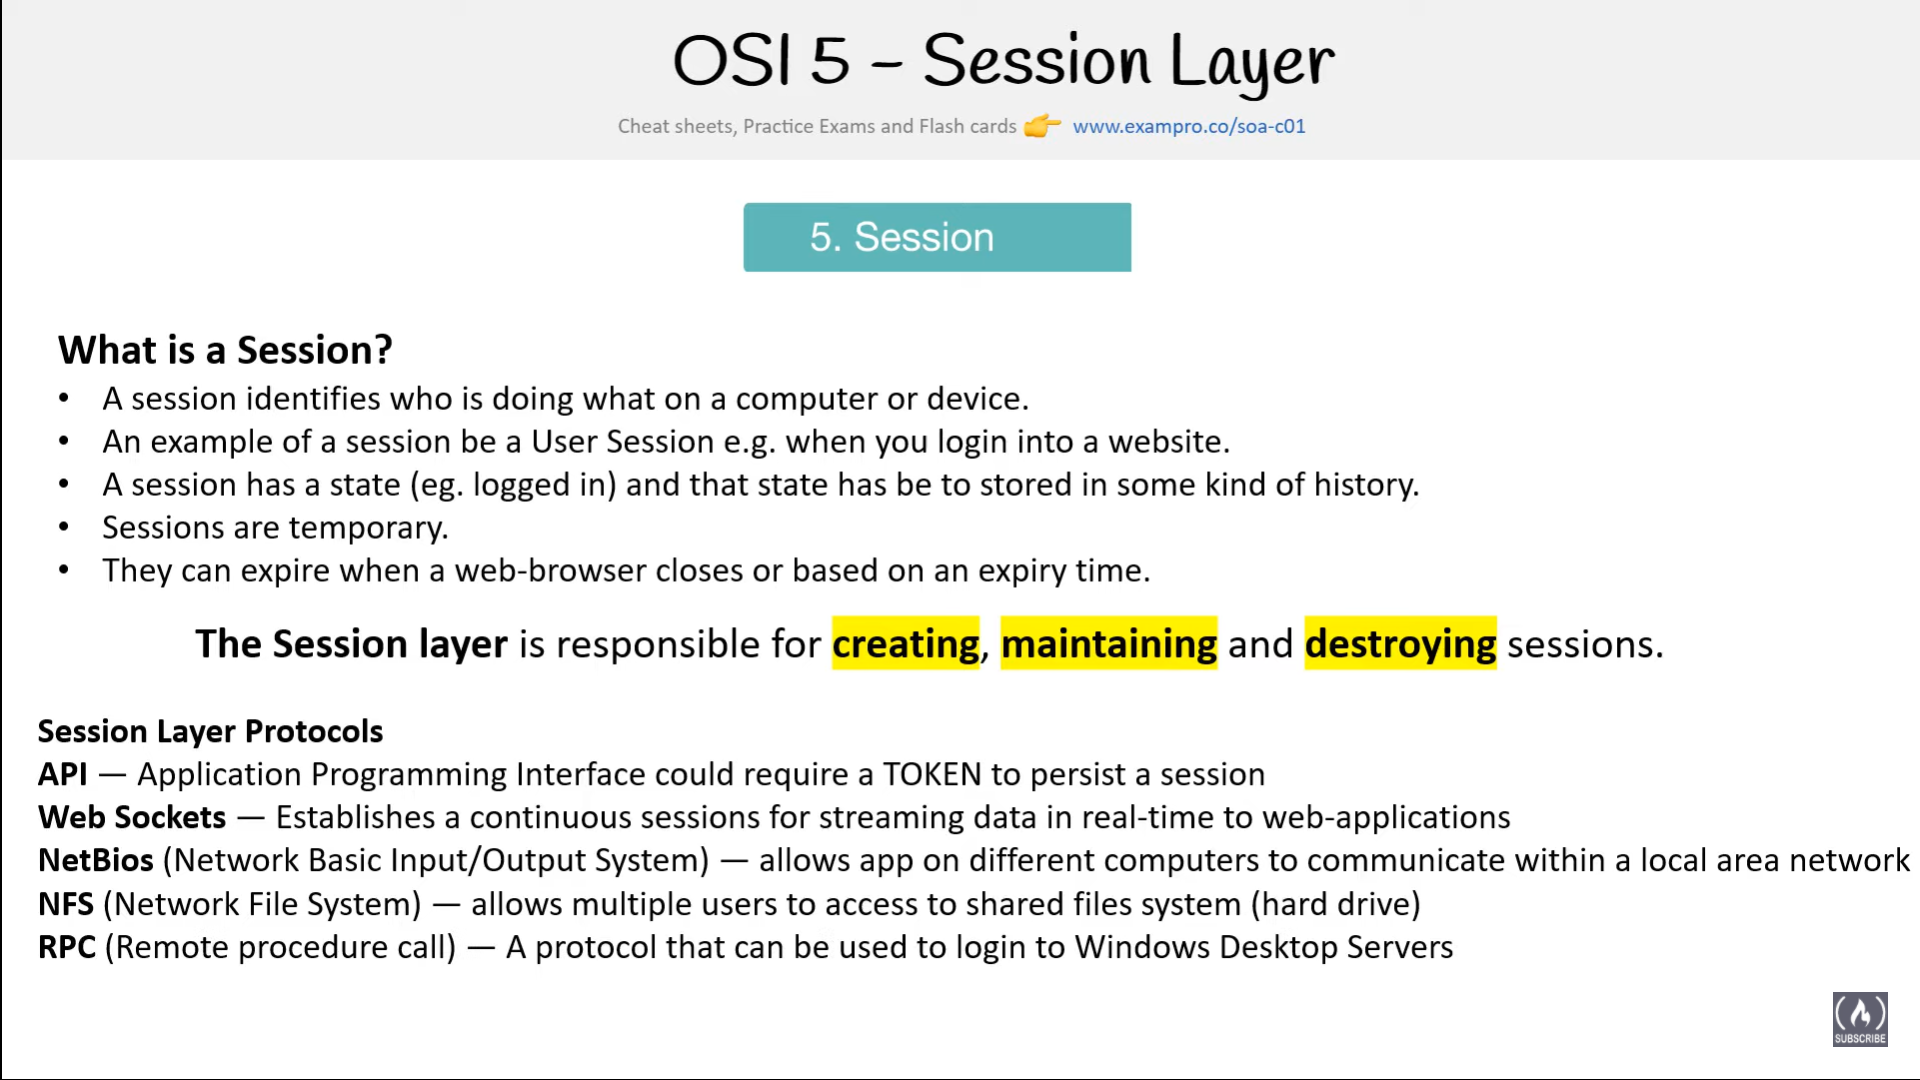 OSI 5 – Session Layer
Cheat sheets, Practice Exams and Flash cards 👉 www.exampro.co/soa-c01
5. Session
What is a Session?
• A session identifies who is doing what on a computer or device.
• An example of a session be a User Session e.g. when you login into a website.
• A session has a state (eg. logged in) and that state has be to stored in some kind of history.
• Sessions are temporary.
• They can expire when a web-browser closes or based on an expiry time.
The Session layer is responsible for creating, maintaining and destroying sessions.
Session Layer Protocols
API — Application Programming Interface could require a TOKEN to persist a session
Web Sockets — Establishes a continuous sessions for streaming data in real-time to web-applications
NetBios (Network Basic Input/Output System) — allows app on different computers to communicate within a local area network
NFS (Network File System) — allows multiple users to access to shared files system (hard drive)
RPC (Remote procedure call) — A protocol that can be used to login to Windows Desktop Servers
SUBSCRIBE